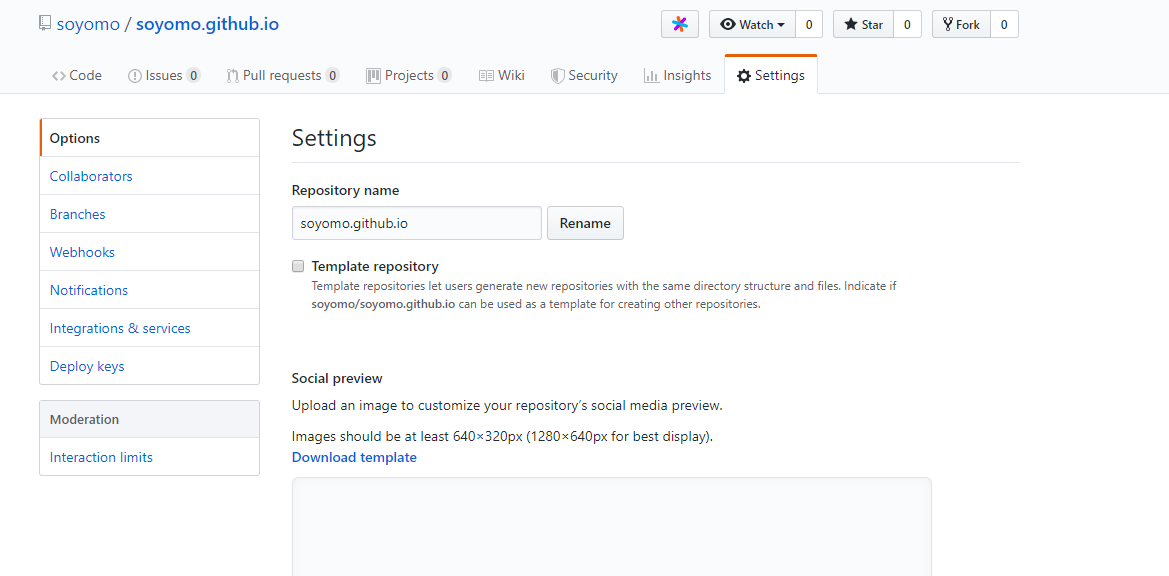 soyomo / soyomo.github.io
Watch 0 Star 0 Fork 0
Code Issues 0 Pull requests 0 Projects 0 Wiki Security Insights Settings
Options
Collaborators
Branches
Webhooks
Notifications
Integrations & services
Deploy keys
Moderation
Interaction limits
Settings
Repository name
soyomo.github.io Rename
Template repository
Template repositories let users generate new repositories with the same directory structure and files. Indicate if
soyomo/soyomo.github.io can be used as a template for creating other repositories.
Social preview
Upload an image to customize your repository’s social media preview.
Images should be at least 640×320px (1280×640px for best display).
Download template